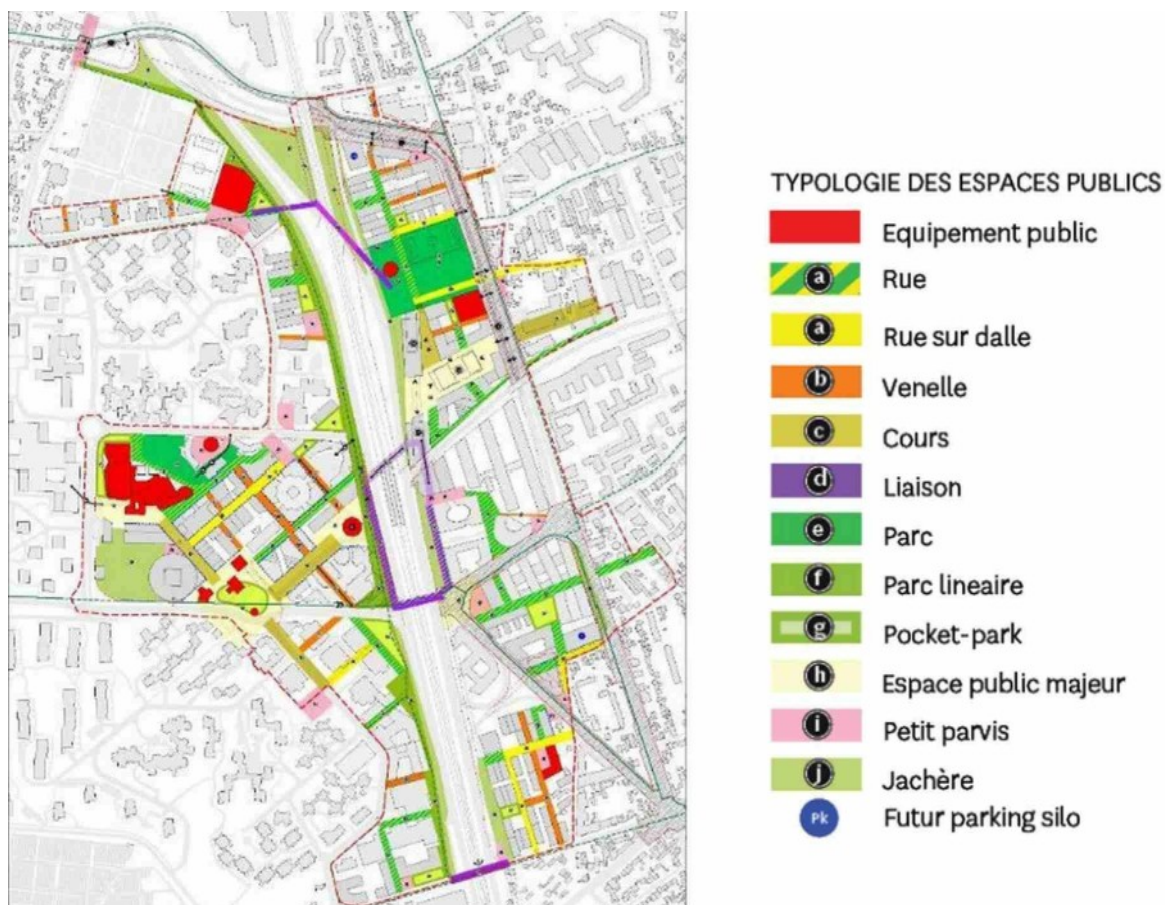 TYPOLOGIE DES ESPACES PUBLICS
Equipement public
a Rue
a Rue sur dalle
b Venelle
c Cours
d Liaison
e Parc
f Parc lineaire
g Pocket-park
h Espace public majeur
i Petit parvis
j Jachère
Pk Futur parking silo